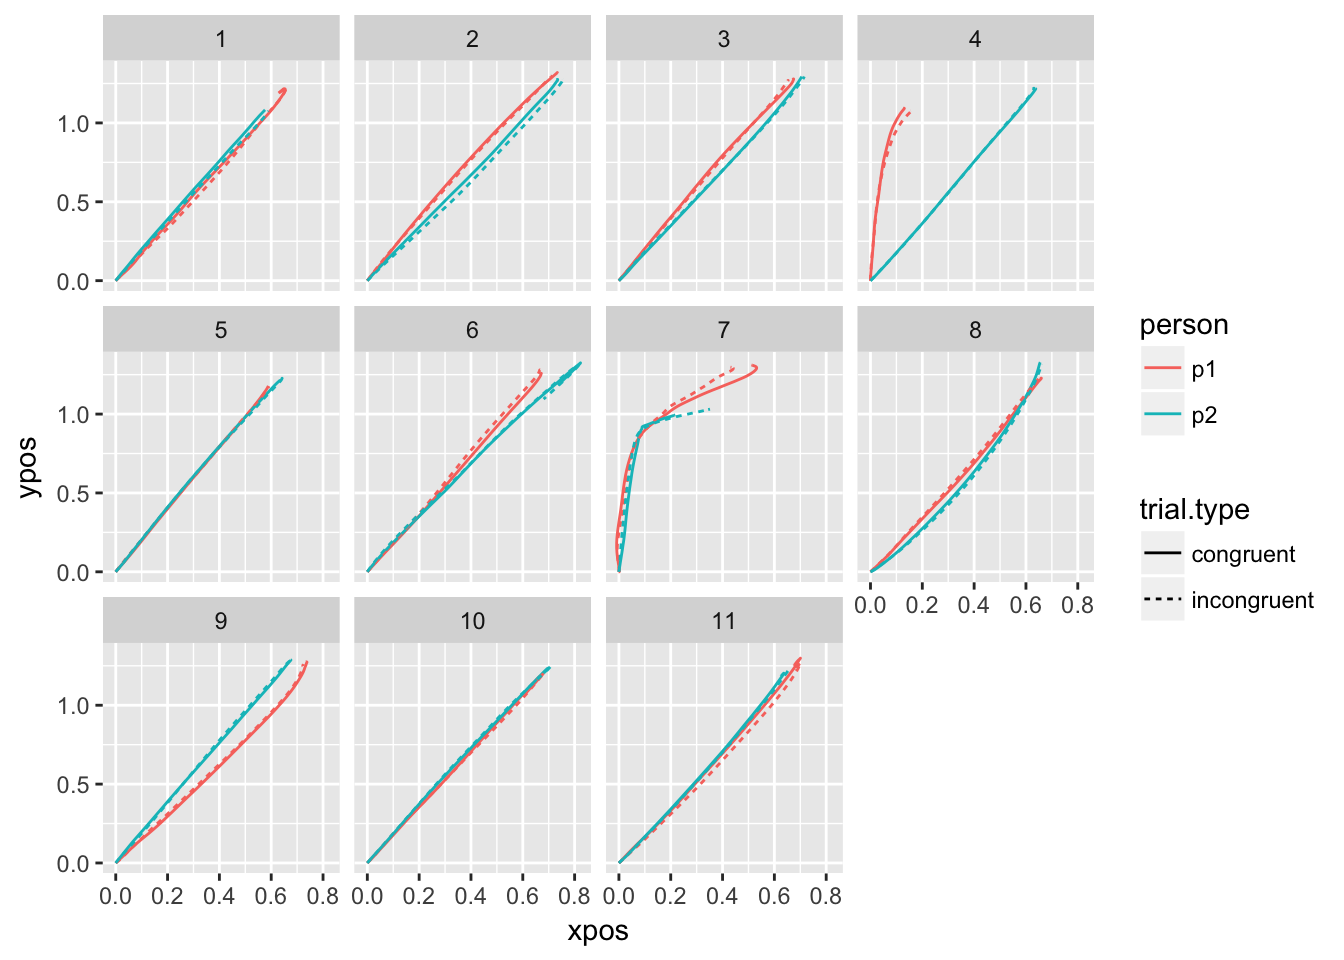 1 2 3 4
1.0
0.5
0.0
5 6 7 8
1.0
0.5
0.0
0.0 0.2 0.4 0.6 0.8
9 10 11
1.0
0.5
0.0
0.0 0.2 0.4 0.6 0.8 0.0 0.2 0.4 0.6 0.8 0.0 0.2 0.4 0.6 0.8
xpos
ypos
person
p1
p2
trial.type
congruent
incongruent